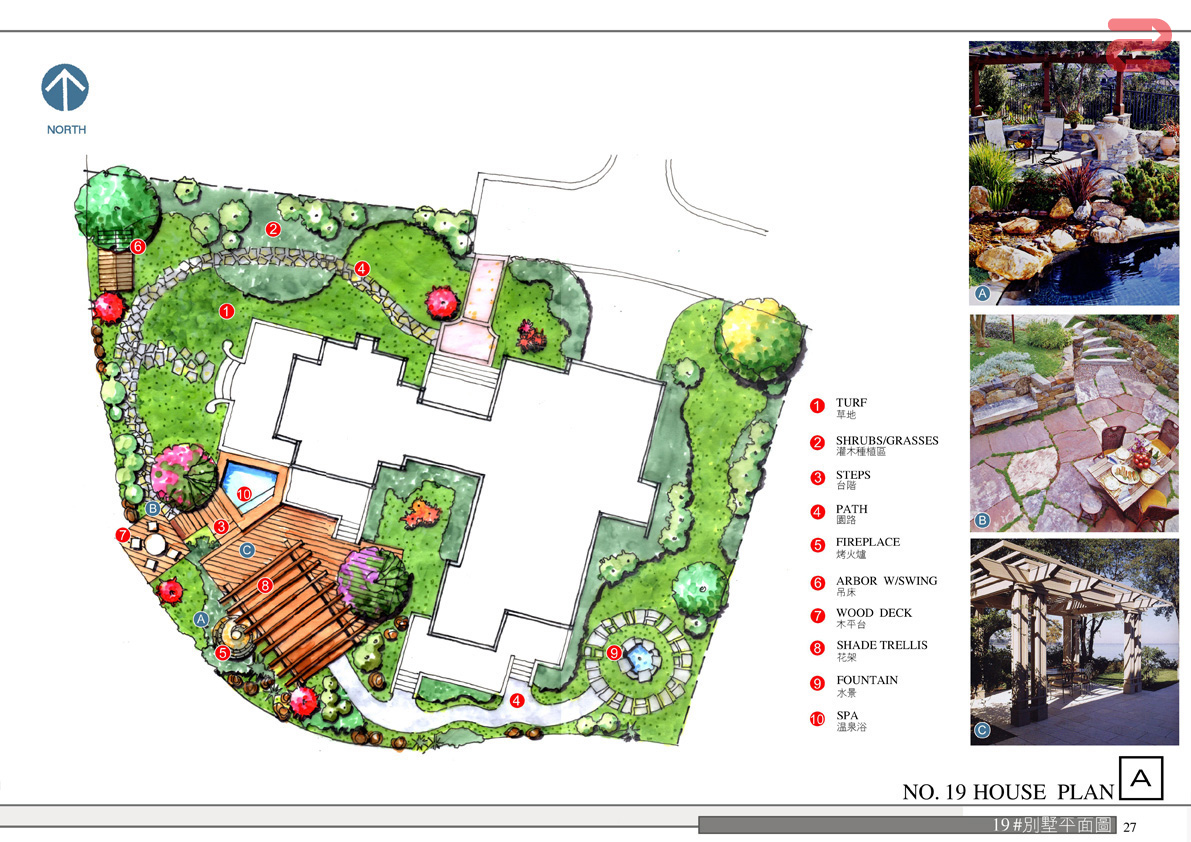 NORTH
6
2
4
1
10
B
7
3
C
8
A
5
9
4
1 TURF
草地
2 SHRUBS/GRASSES
灌木種植區
3 STEPS
台階
4 PATH
園路
5 FIREPLACE
烤火爐
6 ARBOR W/SWING
吊床
7 WOOD DECK
木平台
8 SHADE TRELLIS
花架
9 FOUNTAIN
水景
10 SPA
溫泉浴
A
B
C
NO. 19 HOUSE PLAN A
19#別墅平面圖 27